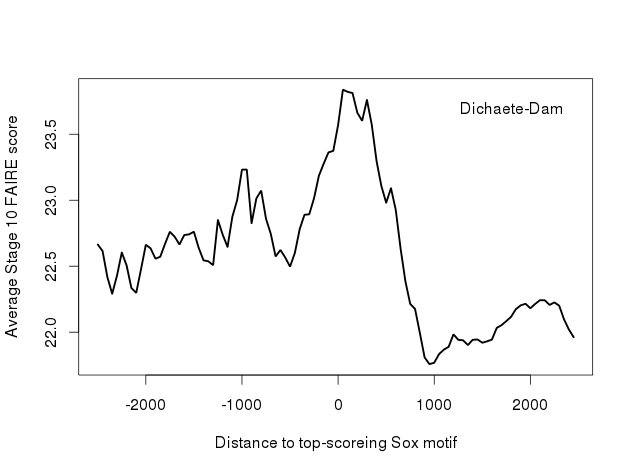 Dichaete-Dam
Average Stage 10 FAIRE score
23.5
23.0
22.5
22.0
-2000 -1000 0 1000 2000
Distance to top-scoreing Sox motif